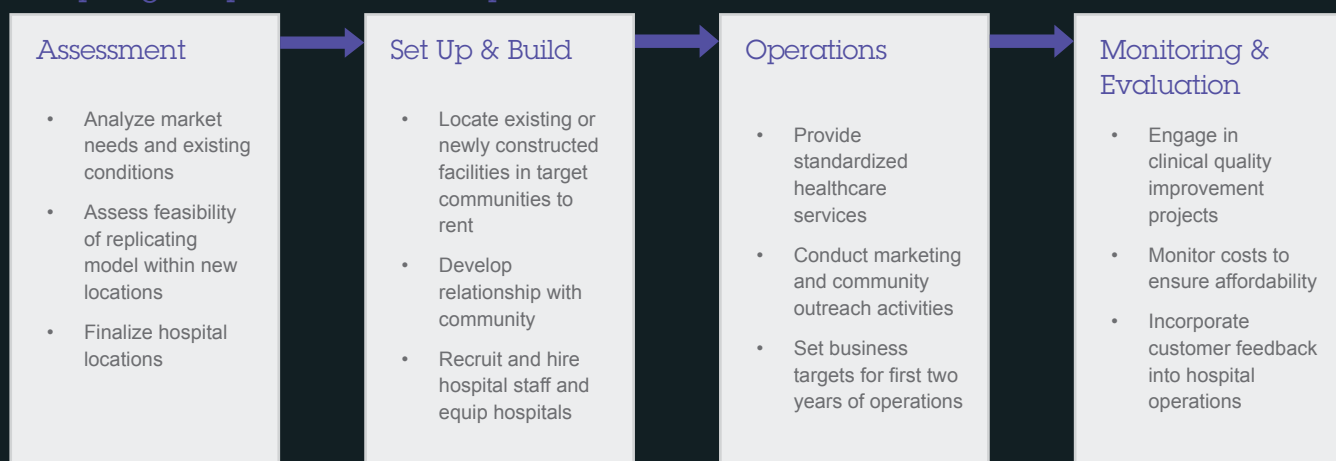 Assessment
• Analyze market
needs and existing
conditions
• Assess feasibility
of replicating
model within new
locations
• Finalize hospital
locations
Set Up & Build
• Locate existing or
newly constructed
facilities in target
communities to
rent
• Develop
relationship with
community
• Recruit and hire
hospital staff and
equip hospitals
Operations
• Provide
standardized
healthcare
services
• Conduct marketing
and community
outreach activities
• Set business
targets for first two
years of operations
Monitoring &
Evaluation
• Engage in
clinical quality
improvement
projects
• Monitor costs to
ensure affordability
• Incorporate
customer feedback
into hospital
operations